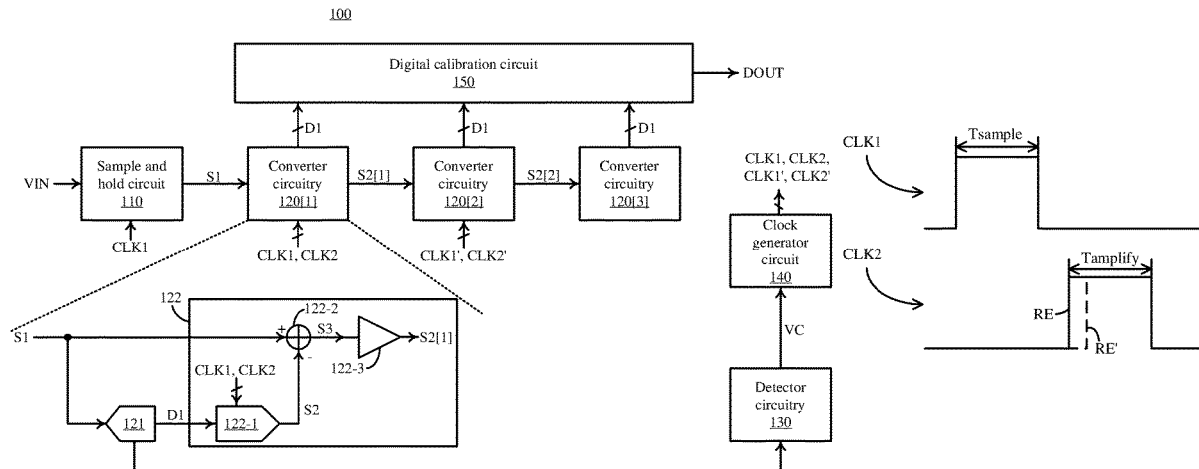 100
Digital calibration circuit
150
DOUT
D1
D1
D1
VIN
Sample and
hold circuit
110
S1
Converter
circuitry
120[1]
S2[1]
Converter
circuitry
120[2]
S2[2]
Converter
circuitry
120[3]
CLK1
CLK1, CLK2
CLK1', CLK2'
CLK1, CLK2,
CLK1', CLK2'
Clock
generator
circuit
140
VC
Detector
circuitry
130
CLK1
Tsample
CLK2
Tamplify
RE
RE'
S1
122
+
122-2
-
S3
122-3
S2[1]
CLK1, CLK2
S2
121
D1
122-1